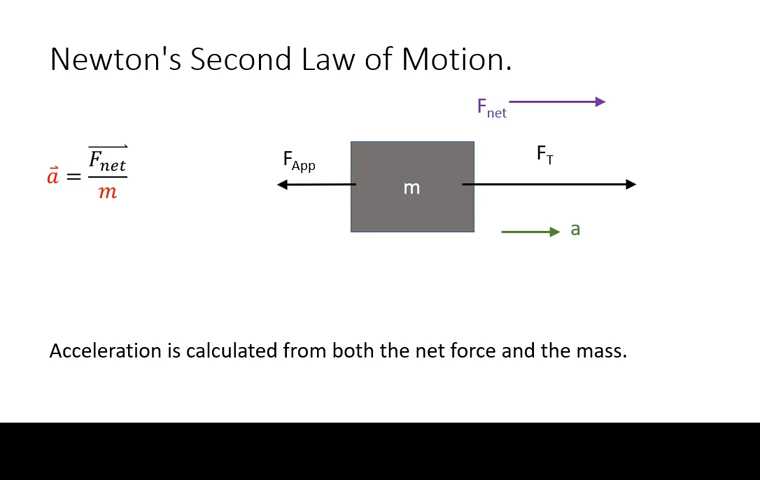 Newton's Second Law of Motion.
F_net
F_App
F_T
a⃗ = F_net⃗ / m
m
a
Acceleration is calculated from both the net force and the mass.